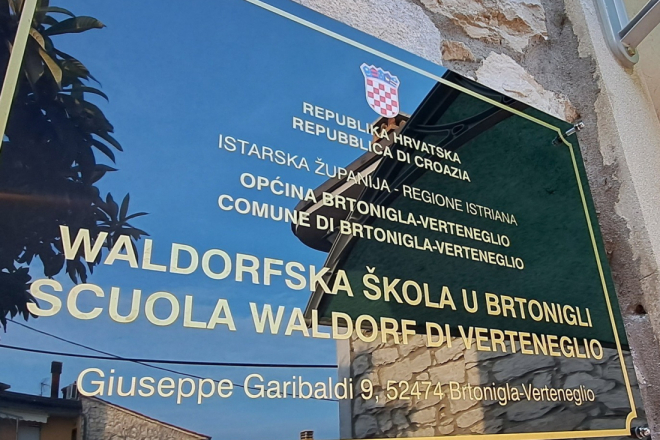 REPUBLIKA HRVATSKA
REPUBBLICA DI CROAZIA
ISTARSKA ŽUPANIJA - REGIONE ISTRIANA
OPĆINA BRTONIGLA-VERTENEGLIO
COMUNE DI BRTONIGLA-VERTENEGLIO
WALDORFSKA ŠKOLA U BRTONIGLI
SCUOLA WALDORF DI VERTENEGLIO
Giuseppe Garibaldi 9, 52474 Brtonigla-Verteneglio